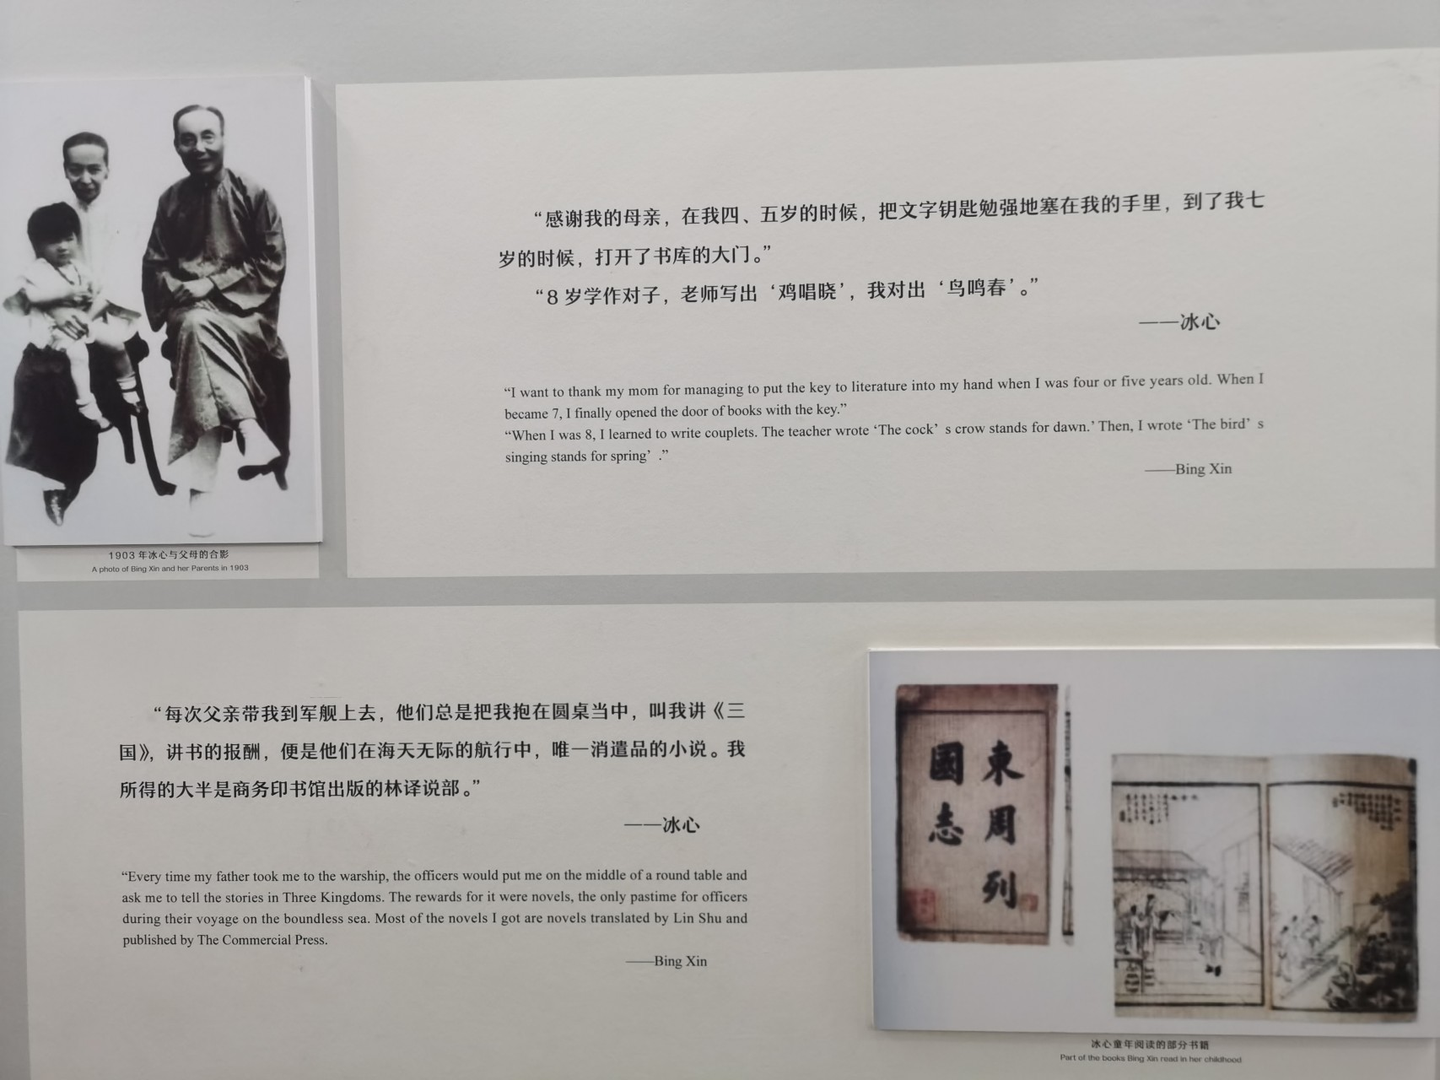 “感谢我的母亲，在我四、五岁的时候，把文字钥匙勉强地塞在我的手里，到了我七
岁的时候，打开了书库的大门。”
“8 岁学作对子，老师写出‘鸡唱晓’，我对出‘鸟鸣春’。”
——冰心
“I want to thank my mom for managing to put the key to literature into my hand when I was four or five years old. When I
became 7, I finally opened the door of books with the key.”
“When I was 8, I learned to write couplets. The teacher wrote ‘The cock’ s crow stands for dawn.’ Then, I wrote ‘The bird’ s
singing stands for spring’ .”
——Bing Xin
1903 年冰心与父母的合影
A photo of Bing Xin and her Parents in 1903
“每次父亲带我到军舰上去，他们总是把我抱在圆桌当中，叫我讲《三
国》，讲书的报酬，便是他们在海天无际的航行中，唯一消遣品的小说。我
所得的大半是商务印书馆出版的林译说部。”
——冰心
“Every time my father took me to the warship, the officers would put me on the middle of a round table and
ask me to tell the stories in Three Kingdoms. The rewards for it were novels, the only pastime for officers
during their voyage on the boundless sea. Most of the novels I got are novels translated by Lin Shu and
published by The Commercial Press.
——Bing Xin
東周列
國志
冰心童年阅读的部分书籍
Part of the books Bing Xin read in her childhood